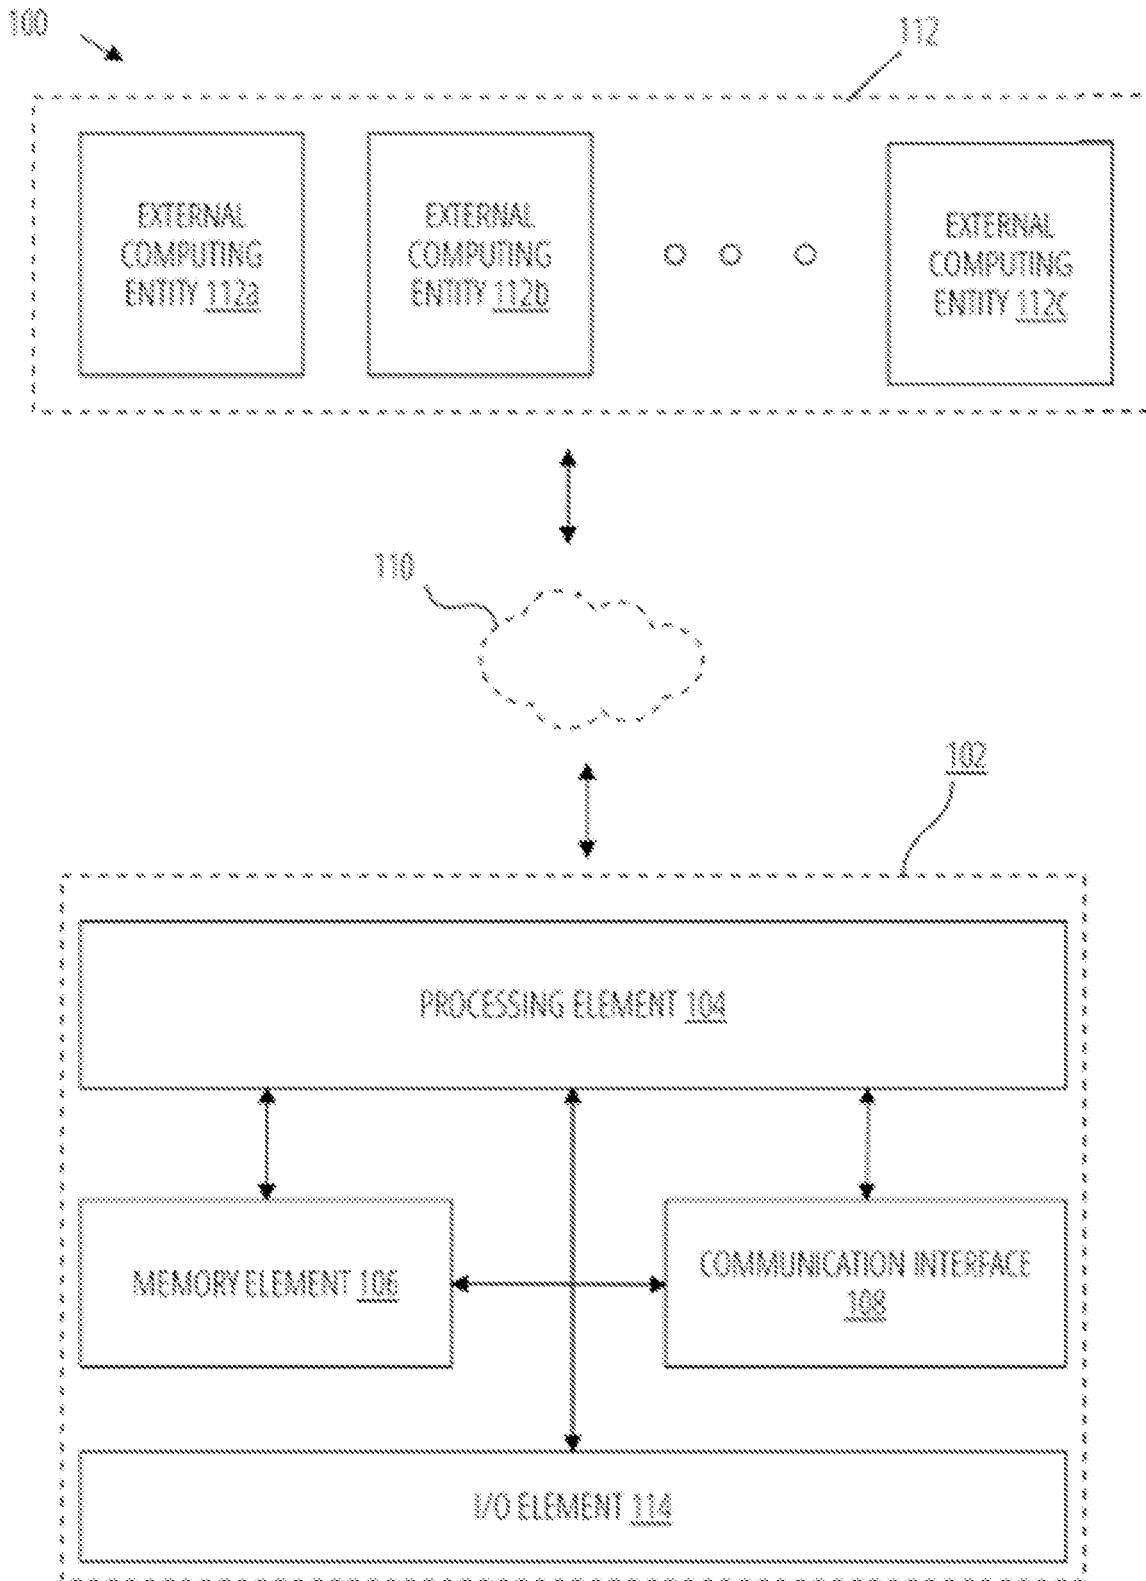 100
112
EXTERNAL
COMPUTING
ENTITY 112a
EXTERNAL
COMPUTING
ENTITY 112b
EXTERNAL
COMPUTING
ENTITY 112c
110
102
PROCESSING ELEMENT 104
MEMORY ELEMENT 106
COMMUNICATION INTERFACE
108
I/O ELEMENT 114